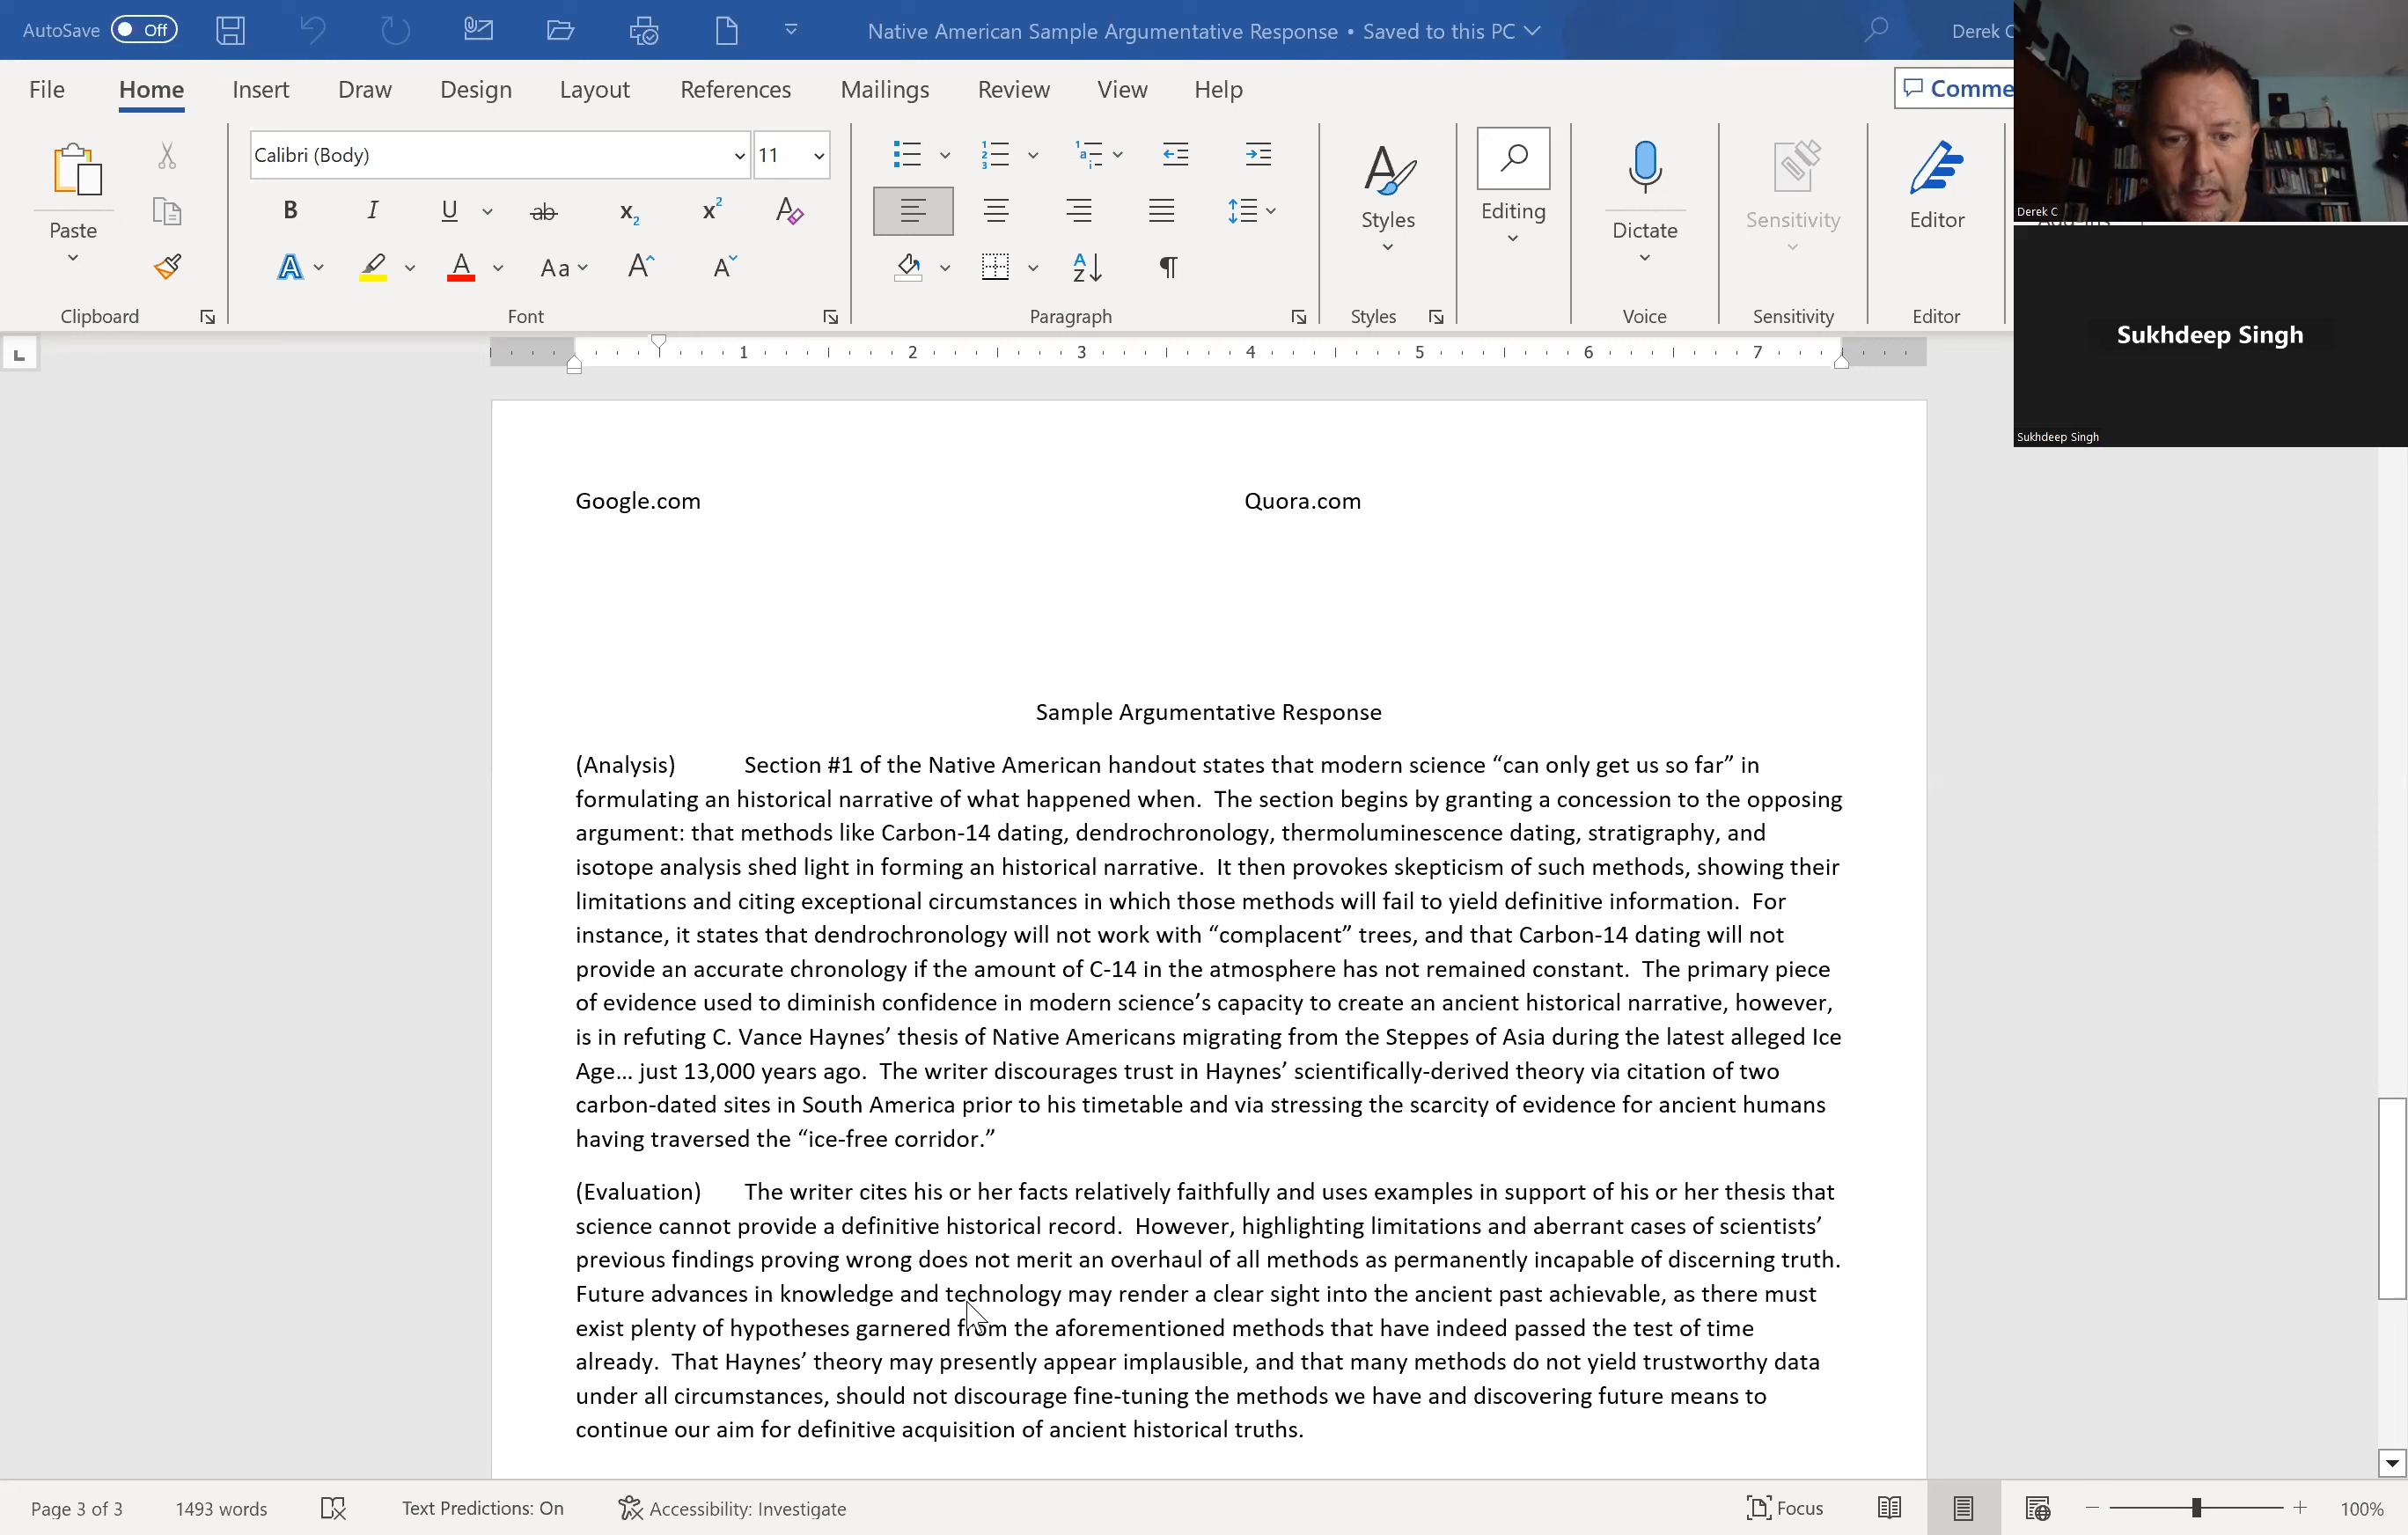 AutoSave Off Native American Sample Argumentative Response • Saved to this PC Derek C
File Home Insert Draw Design Layout References Mailings Review View Help Comme
Calibri (Body) 11
Paste Styles Editing Dictate Sensitivity Editor
Clipboard Font Paragraph Styles Voice Sensitivity Editor
Derek C
Sukhdeep Singh
Sukhdeep Singh
1 2 3 4 5 6 7
Google.com Quora.com
Sample Argumentative Response
(Analysis) Section #1 of the Native American handout states that modern science “can only get us so far” in
formulating an historical narrative of what happened when. The section begins by granting a concession to the opposing
argument: that methods like Carbon-14 dating, dendrochronology, thermoluminescence dating, stratigraphy, and
isotope analysis shed light in forming an historical narrative. It then provokes skepticism of such methods, showing their
limitations and citing exceptional circumstances in which those methods will fail to yield definitive information. For
instance, it states that dendrochronology will not work with “complacent” trees, and that Carbon-14 dating will not
provide an accurate chronology if the amount of C-14 in the atmosphere has not remained constant. The primary piece
of evidence used to diminish confidence in modern science’s capacity to create an ancient historical narrative, however,
is in refuting C. Vance Haynes’ thesis of Native Americans migrating from the Steppes of Asia during the latest alleged Ice
Age… just 13,000 years ago. The writer discourages trust in Haynes’ scientifically-derived theory via citation of two
carbon-dated sites in South America prior to his timetable and via stressing the scarcity of evidence for ancient humans
having traversed the “ice-free corridor.”
(Evaluation) The writer cites his or her facts relatively faithfully and uses examples in support of his or her thesis that
science cannot provide a definitive historical record. However, highlighting limitations and aberrant cases of scientists’
previous findings proving wrong does not merit an overhaul of all methods as permanently incapable of discerning truth.
Future advances in knowledge and technology may render a clear sight into the ancient past achievable, as there must
exist plenty of hypotheses garnered from the aforementioned methods that have indeed passed the test of time
already. That Haynes’ theory may presently appear implausible, and that many methods do not yield trustworthy data
under all circumstances, should not discourage fine-tuning the methods we have and discovering future means to
continue our aim for definitive acquisition of ancient historical truths.
Page 3 of 3 1493 words Text Predictions: On Accessibility: Investigate Focus 100%